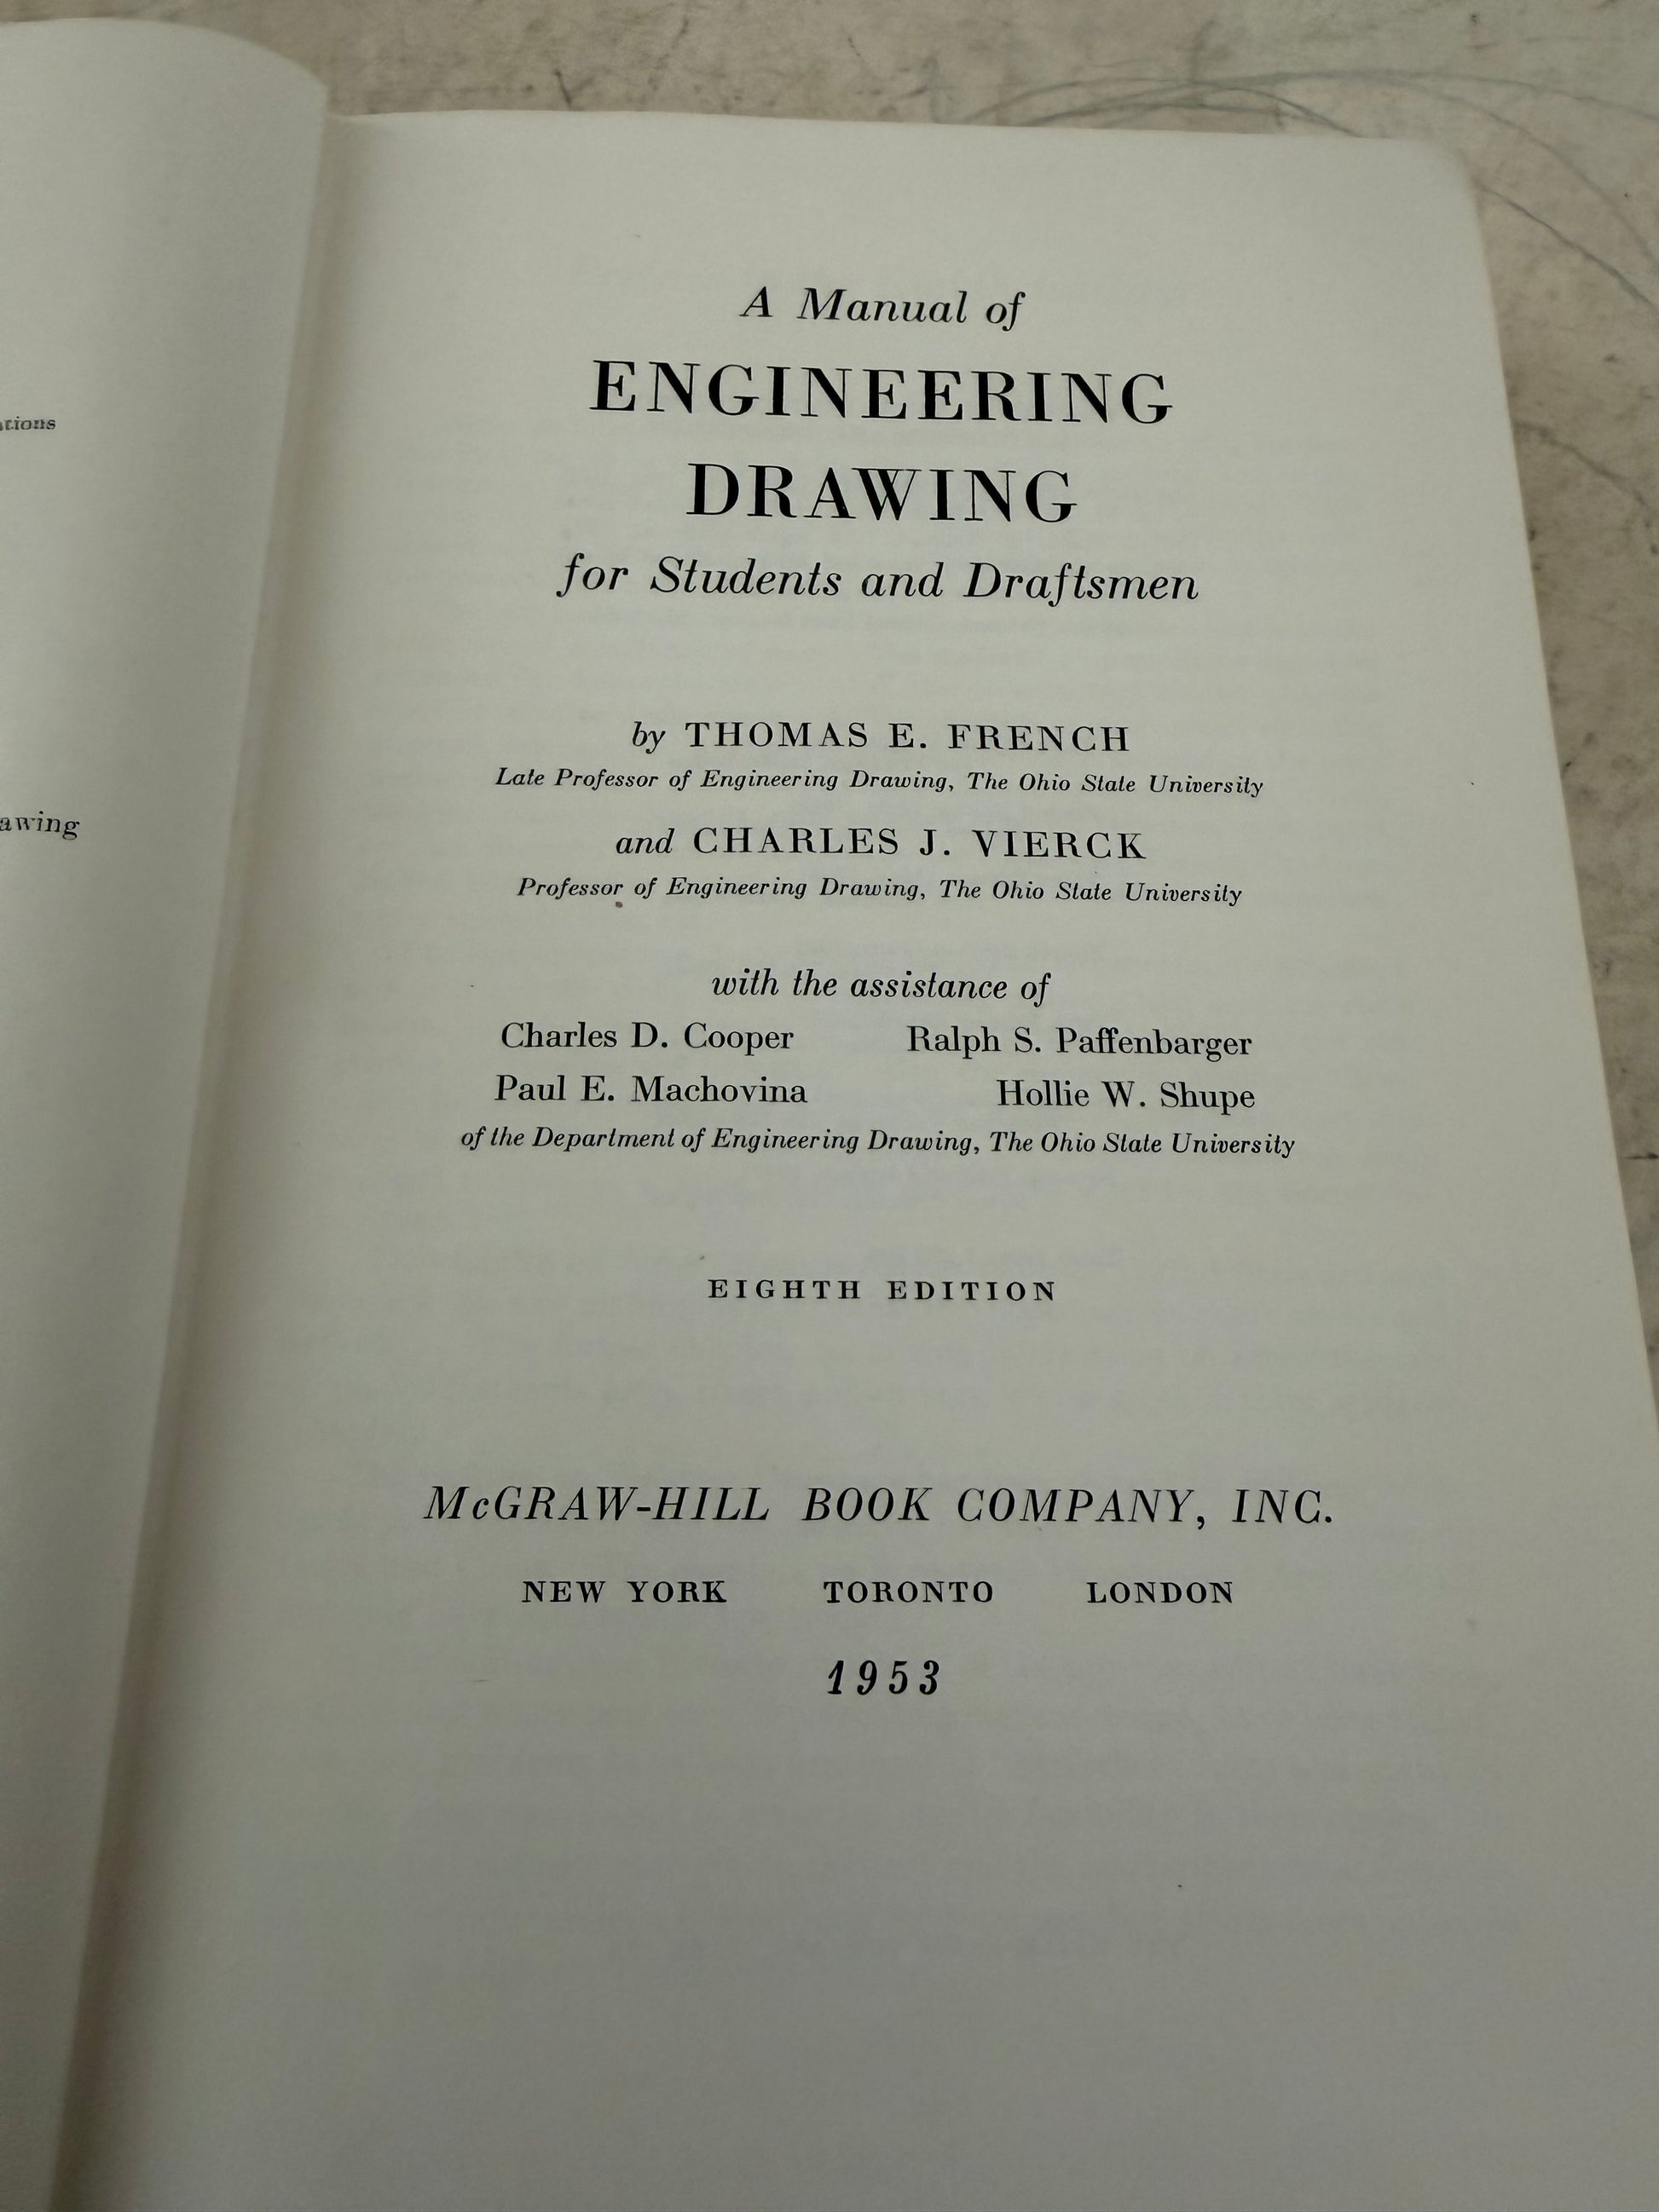 A Manual of
ENGINEERING
DRAWING
for Students and Draftsmen
by THOMAS E. FRENCH
Late Professor of Engineering Drawing, The Ohio State University
and CHARLES J. VIERCK
Professor of Engineering Drawing, The Ohio State University
with the assistance of
Charles D. Cooper Ralph S. Paffenbarger
Paul E. Machovina Hollie W. Shupe
of the Department of Engineering Drawing, The Ohio State University
EIGHTH EDITION
McGRAW-HILL BOOK COMPANY, INC.
NEW YORK TORONTO LONDON
1953